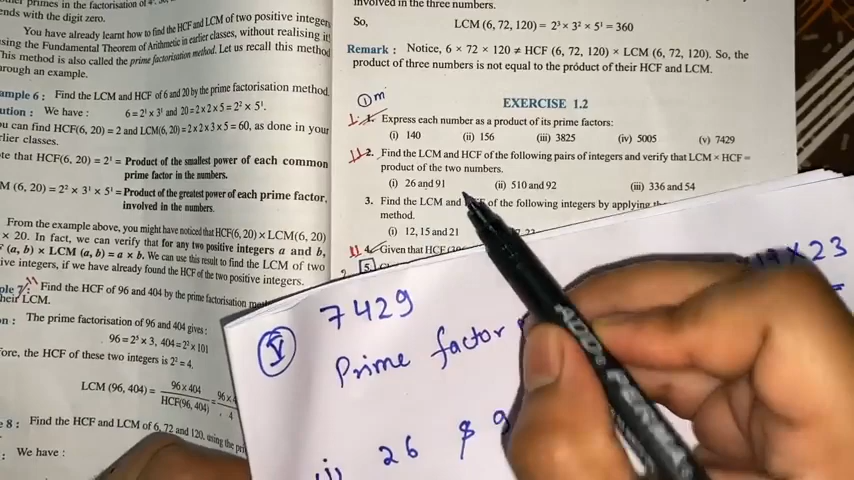 other primes in the factorisation of
ends with the digit zero.
You have already learnt how to find the HCF and LCM of two positive integers
using the Fundamental Theorem of Arithmetic in earlier classes, without realising it!
This method is also called the prime factorisation method. Let us recall this method
through an example.
ample 6 : Find the LCM and HCF of 6 and 20 by the prime factorisation method.
ution : We have : 6 = 2¹ × 3¹ and 20 = 2 × 2 × 5 = 2² × 5¹.
ou can find HCF(6, 20) = 2 and LCM(6, 20) = 2 × 2 × 3 × 5 = 60, as done in your
rlier classes.
te that HCF(6, 20) = 2¹ = Product of the smallest power of each common
prime factor in the numbers.
M (6, 20) = 2² × 3¹ × 5¹ = Product of the greatest power of each prime factor,
involved in the numbers.
From the example above, you might have noticed that HCF(6, 20) × LCM(6, 20)
× 20. In fact, we can verify that for any two positive integers a and b,
F (a, b) × LCM (a, b) = a × b. We can use this result to find the LCM of two
ive integers, if we have already found the HCF of the two positive integers.
ple 7 : Find the HCF of 96 and 404 by the prime factorisation
heir LCM.
on : The prime factorisation of 96 and 404 gives :
96 = 2⁵ × 3, 404 = 2² × 101
fore, the HCF of these two integers is 2² = 4.
LCM (96, 404) = 96 × 404 / HCF(96, 404) = 96 ×
e 8 : Find the HCF and LCM of 6, 72 and 120, using the
: We have :
involved in the three numbers.
So, LCM (6, 72, 120) = 2³ × 3² × 5¹ = 360
Remark : Notice, 6 × 72 × 120 ≠ HCF (6, 72, 120) × LCM (6, 72, 120). So, the
product of three numbers is not equal to the product of their HCF and LCM.
① m
EXERCISE 1.2
1. Express each number as a product of its prime factors:
(i) 140 (ii) 156 (iii) 3825 (iv) 5005 (v) 7429
2. Find the LCM and HCF of the following pairs of integers and verify that LCM × HCF =
product of the two numbers.
(i) 26 and 91 (ii) 510 and 92 (iii) 336 and 54
3. Find the LCM and HCF of the following integers by applying
method.
(i) 12, 15 and 21
4. Given that HCF
5.
Ⓥ 7429
Prime factor
19 × 23
ii) 26 $ 9